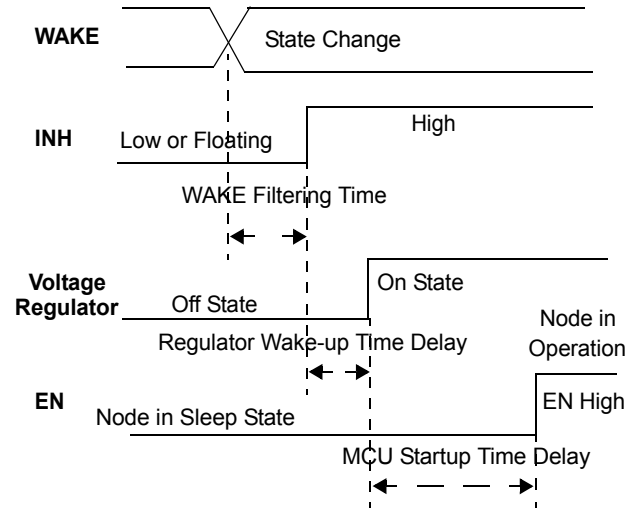 WAKE
State Change
INH
Low or Floating
High
WAKE Filtering Time
Voltage
Regulator
Off State
On State
Regulator Wake-up Time Delay
Node in
Operation
EN
Node in Sleep State
EN High
MCU Startup Time Delay